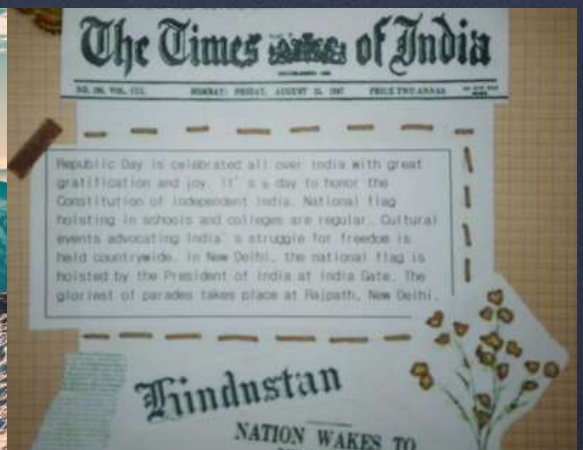 The Times of India
NO. 196. VOL. CIX. BOMBAY: FRIDAY, AUGUST 15, 1947 PRICE TWO ANNAS
Republic Day is celebrated all over India with great
gratification and joy. It's a day to honor the
Constitution of independent India. National flag
hoisting in schools and colleges are regular. Cultural
events advocating India's struggle for freedom is
held countrywide. In New Delhi, the national flag is
hoisted by the President of India at India Gate. The
gloriest of parades takes place at Rajpath, New Delhi.
Hindustan
NATION WAKES TO